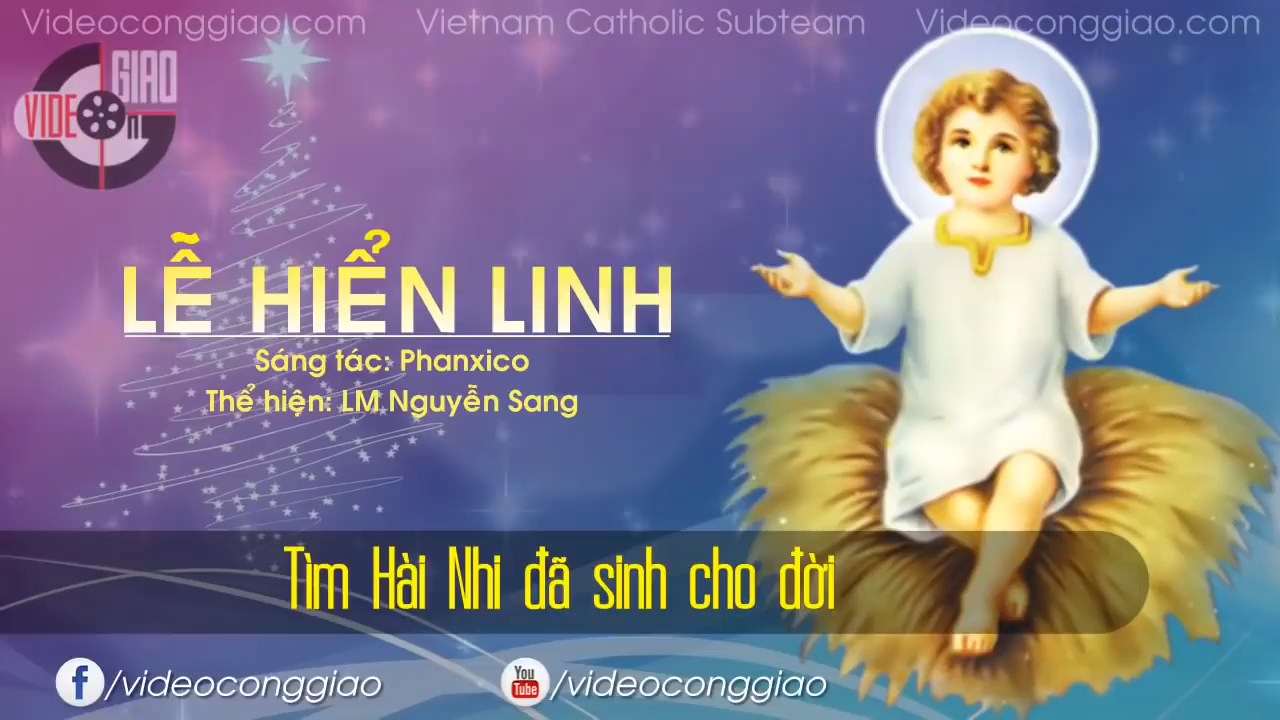 Videoconggiao.com
Vietnam Catholic Subteam
Videoconggiao.com
VIDEO
GIAO
LỄ HIỂN LINH
Sáng tác: Phanxico
Thể hiện: LM Nguyễn Sang
Tìm Hài Nhi đã sinh cho đời
f/videoconggiao
You Tube/videoconggiao